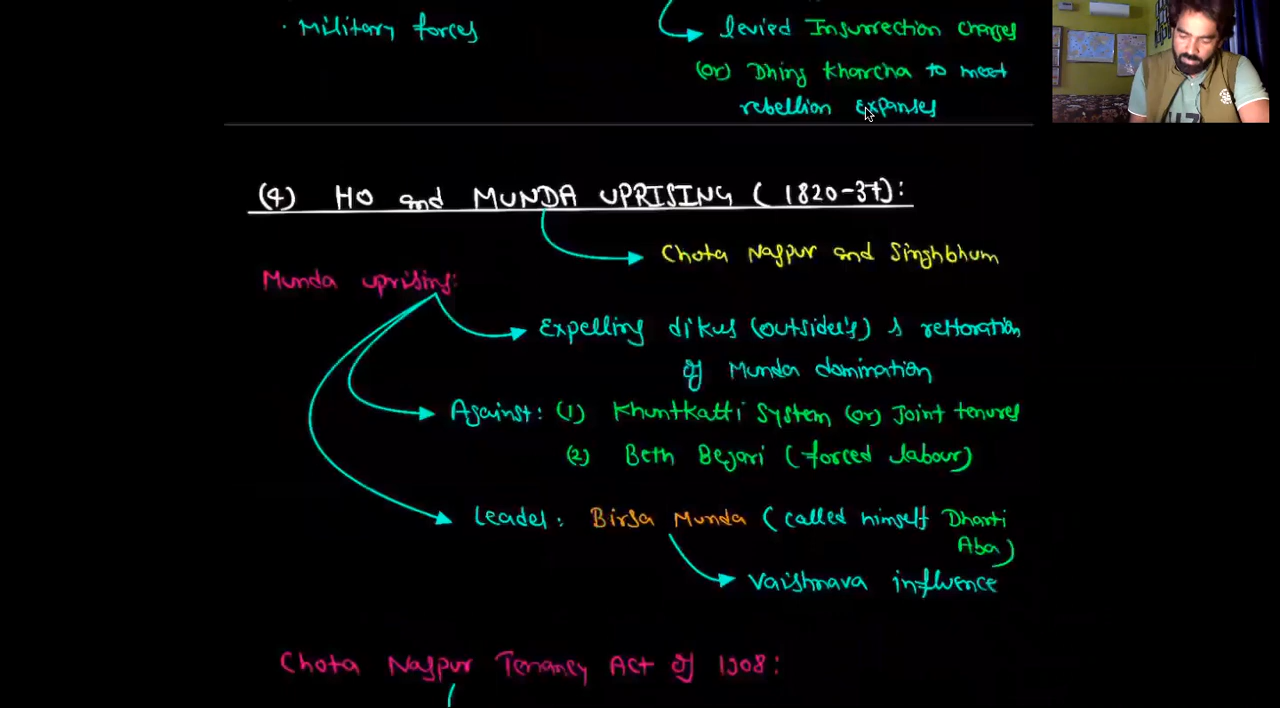 • Military forces
levied Insurrection charges
(or) Dhing Kharcha to meet
rebellion expanses
(4) HO and MUNDA UPRISING (1820-37):
Chota Nagpur and Singhbhum
Munda uprising:
Expelling dikus (outsider's) & restoration
of Munda domination
Against: (1) Khuntkatti System (or) Joint tenures
(2) Beth Begari (forced labour)
Leader: Birsa Munda (called himself Dharti
Aba)
Vaishnava influence
Chota Nagpur Tenancy Act of 1908: